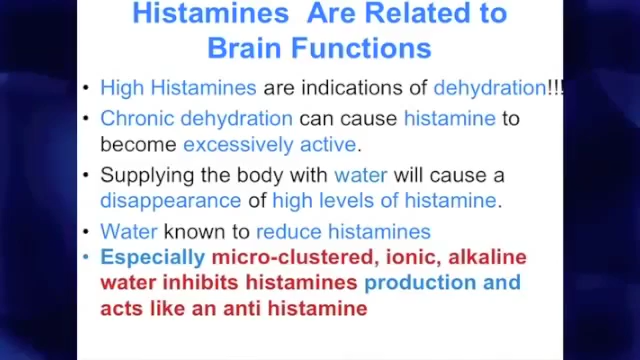 Histamines Are Related to
Brain Functions
• High Histamines are indications of dehydration!!!
• Chronic dehydration can cause histamine to
become excessively active.
• Supplying the body with water will cause a
disappearance of high levels of histamine.
• Water known to reduce histamines
• Especially micro-clustered, ionic, alkaline
water inhibits histamines production and
acts like an anti histamine